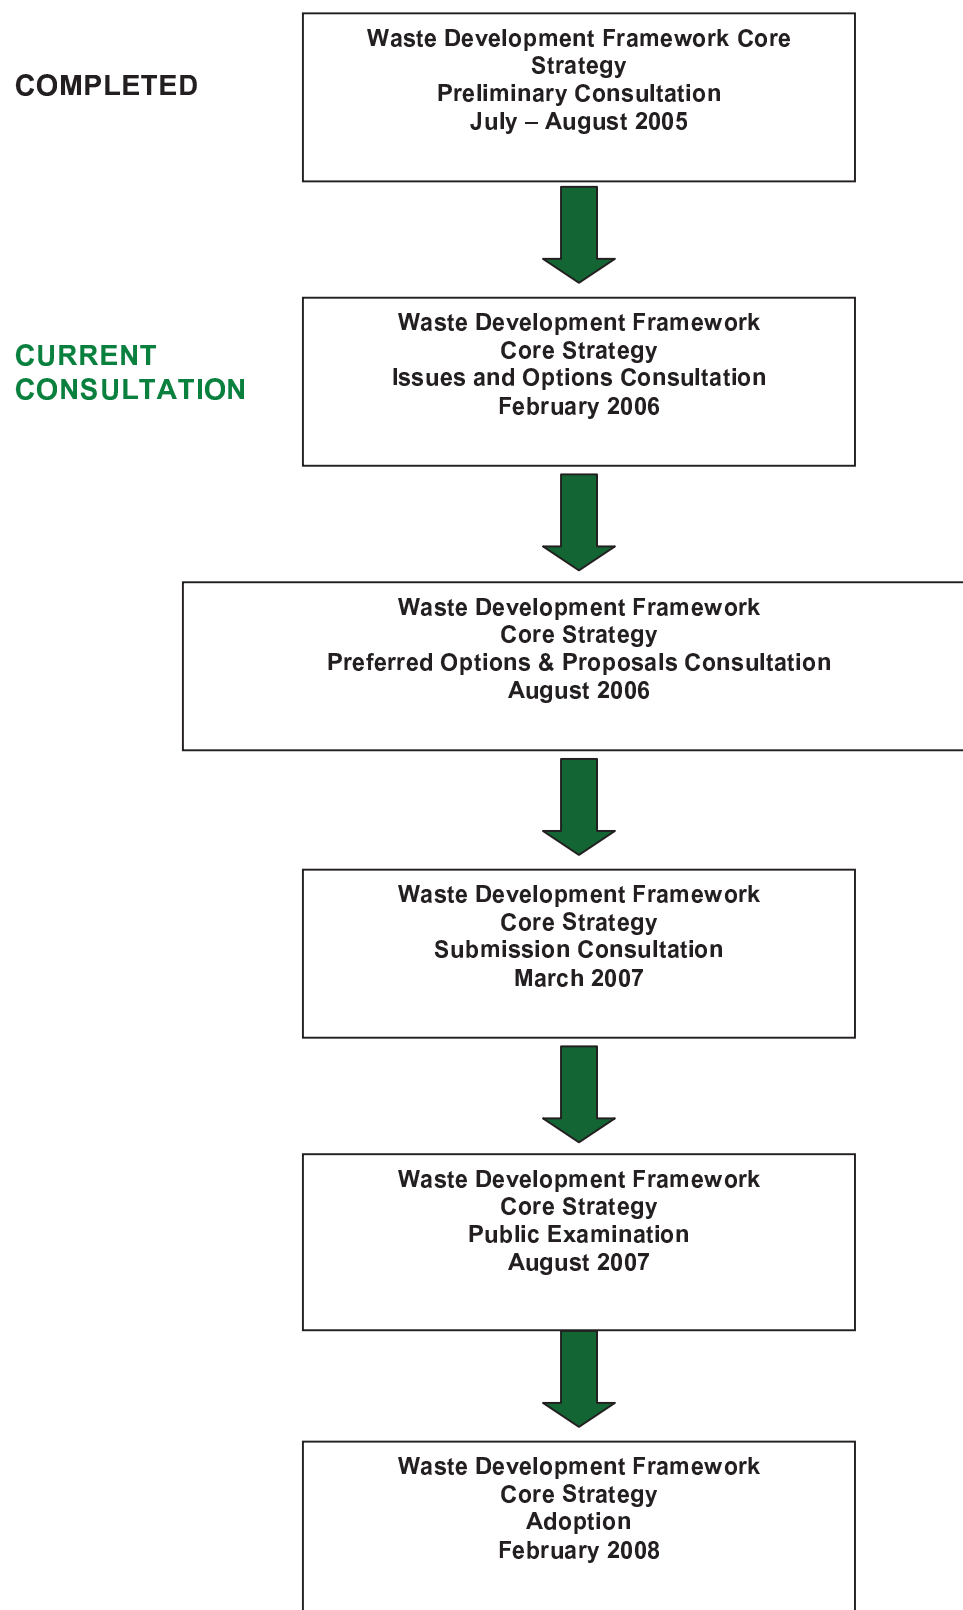 COMPLETED
Waste Development Framework Core
Strategy
Preliminary Consultation
July – August 2005
CURRENT
CONSULTATION
Waste Development Framework
Core Strategy
Issues and Options Consultation
February 2006
Waste Development Framework
Core Strategy
Preferred Options & Proposals Consultation
August 2006
Waste Development Framework
Core Strategy
Submission Consultation
March 2007
Waste Development Framework
Core Strategy
Public Examination
August 2007
Waste Development Framework
Core Strategy
Adoption
February 2008